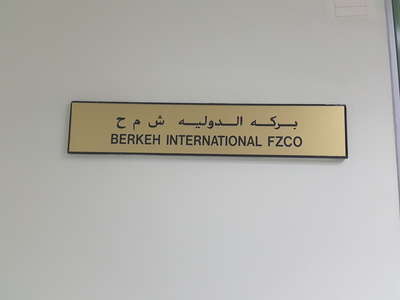 بركه الدوليه ش م ح
BERKEH INTERNATIONAL FZCO